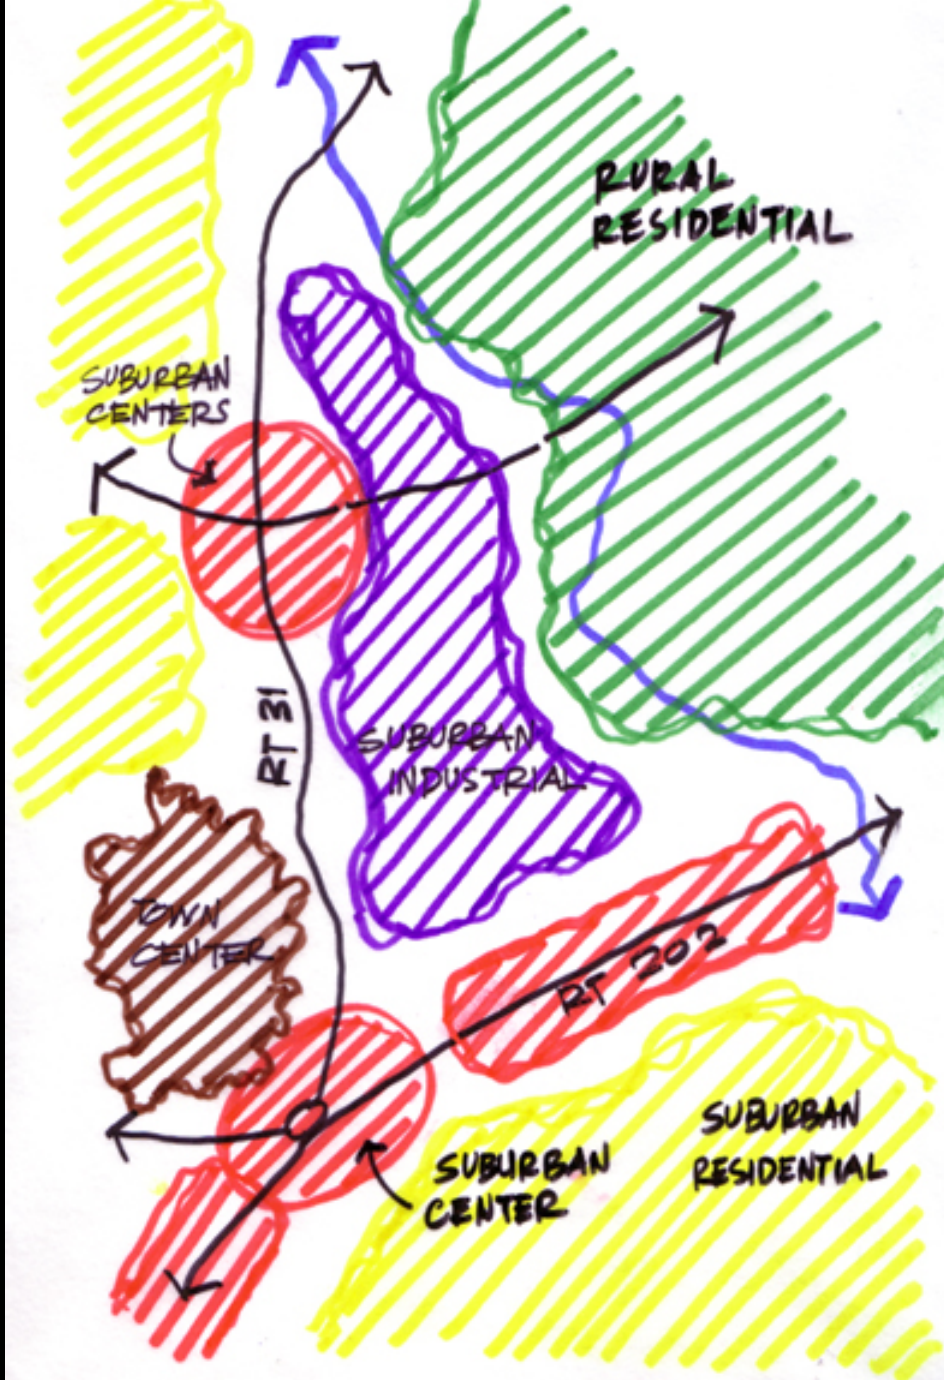 RURAL
RESIDENTIAL
SUBURBAN
CENTERS
RT 31
SUBURBAN
INDUSTRIAL
TOWN
CENTER
RT 202
SUBURBAN
RESIDENTIAL
SUBURBAN
CENTER